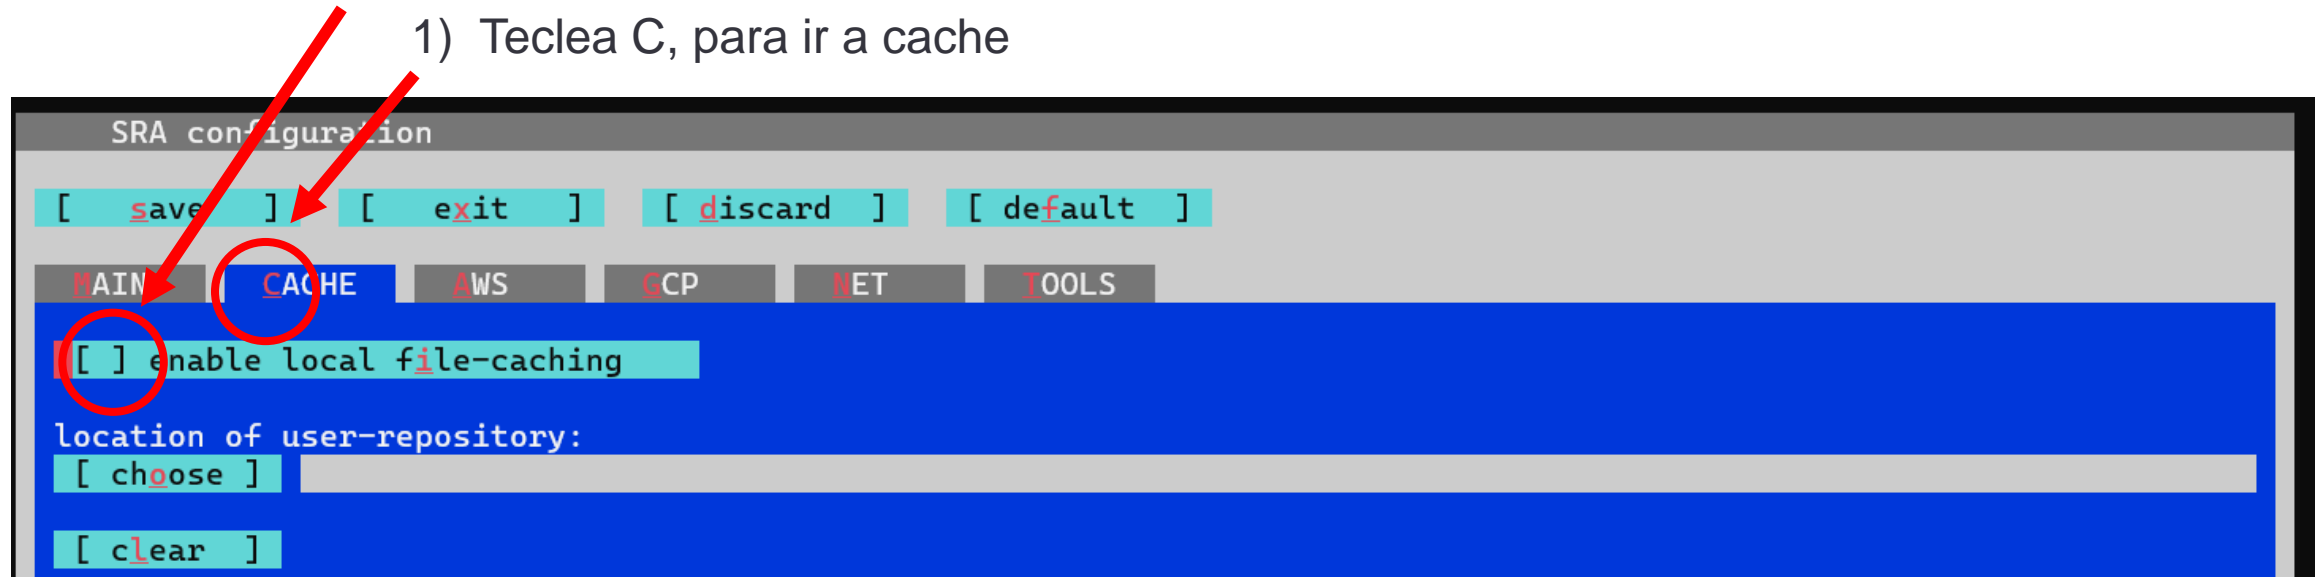 1) Teclea C, para ir a cache
SRA configuration
[ save ] [ exit ] [ discard ] [ default ]
MAIN CACHE AWS GCP NET TOOLS
[ ] enable local file-caching
location of user-repository:
[ choose ]
[ clear ]